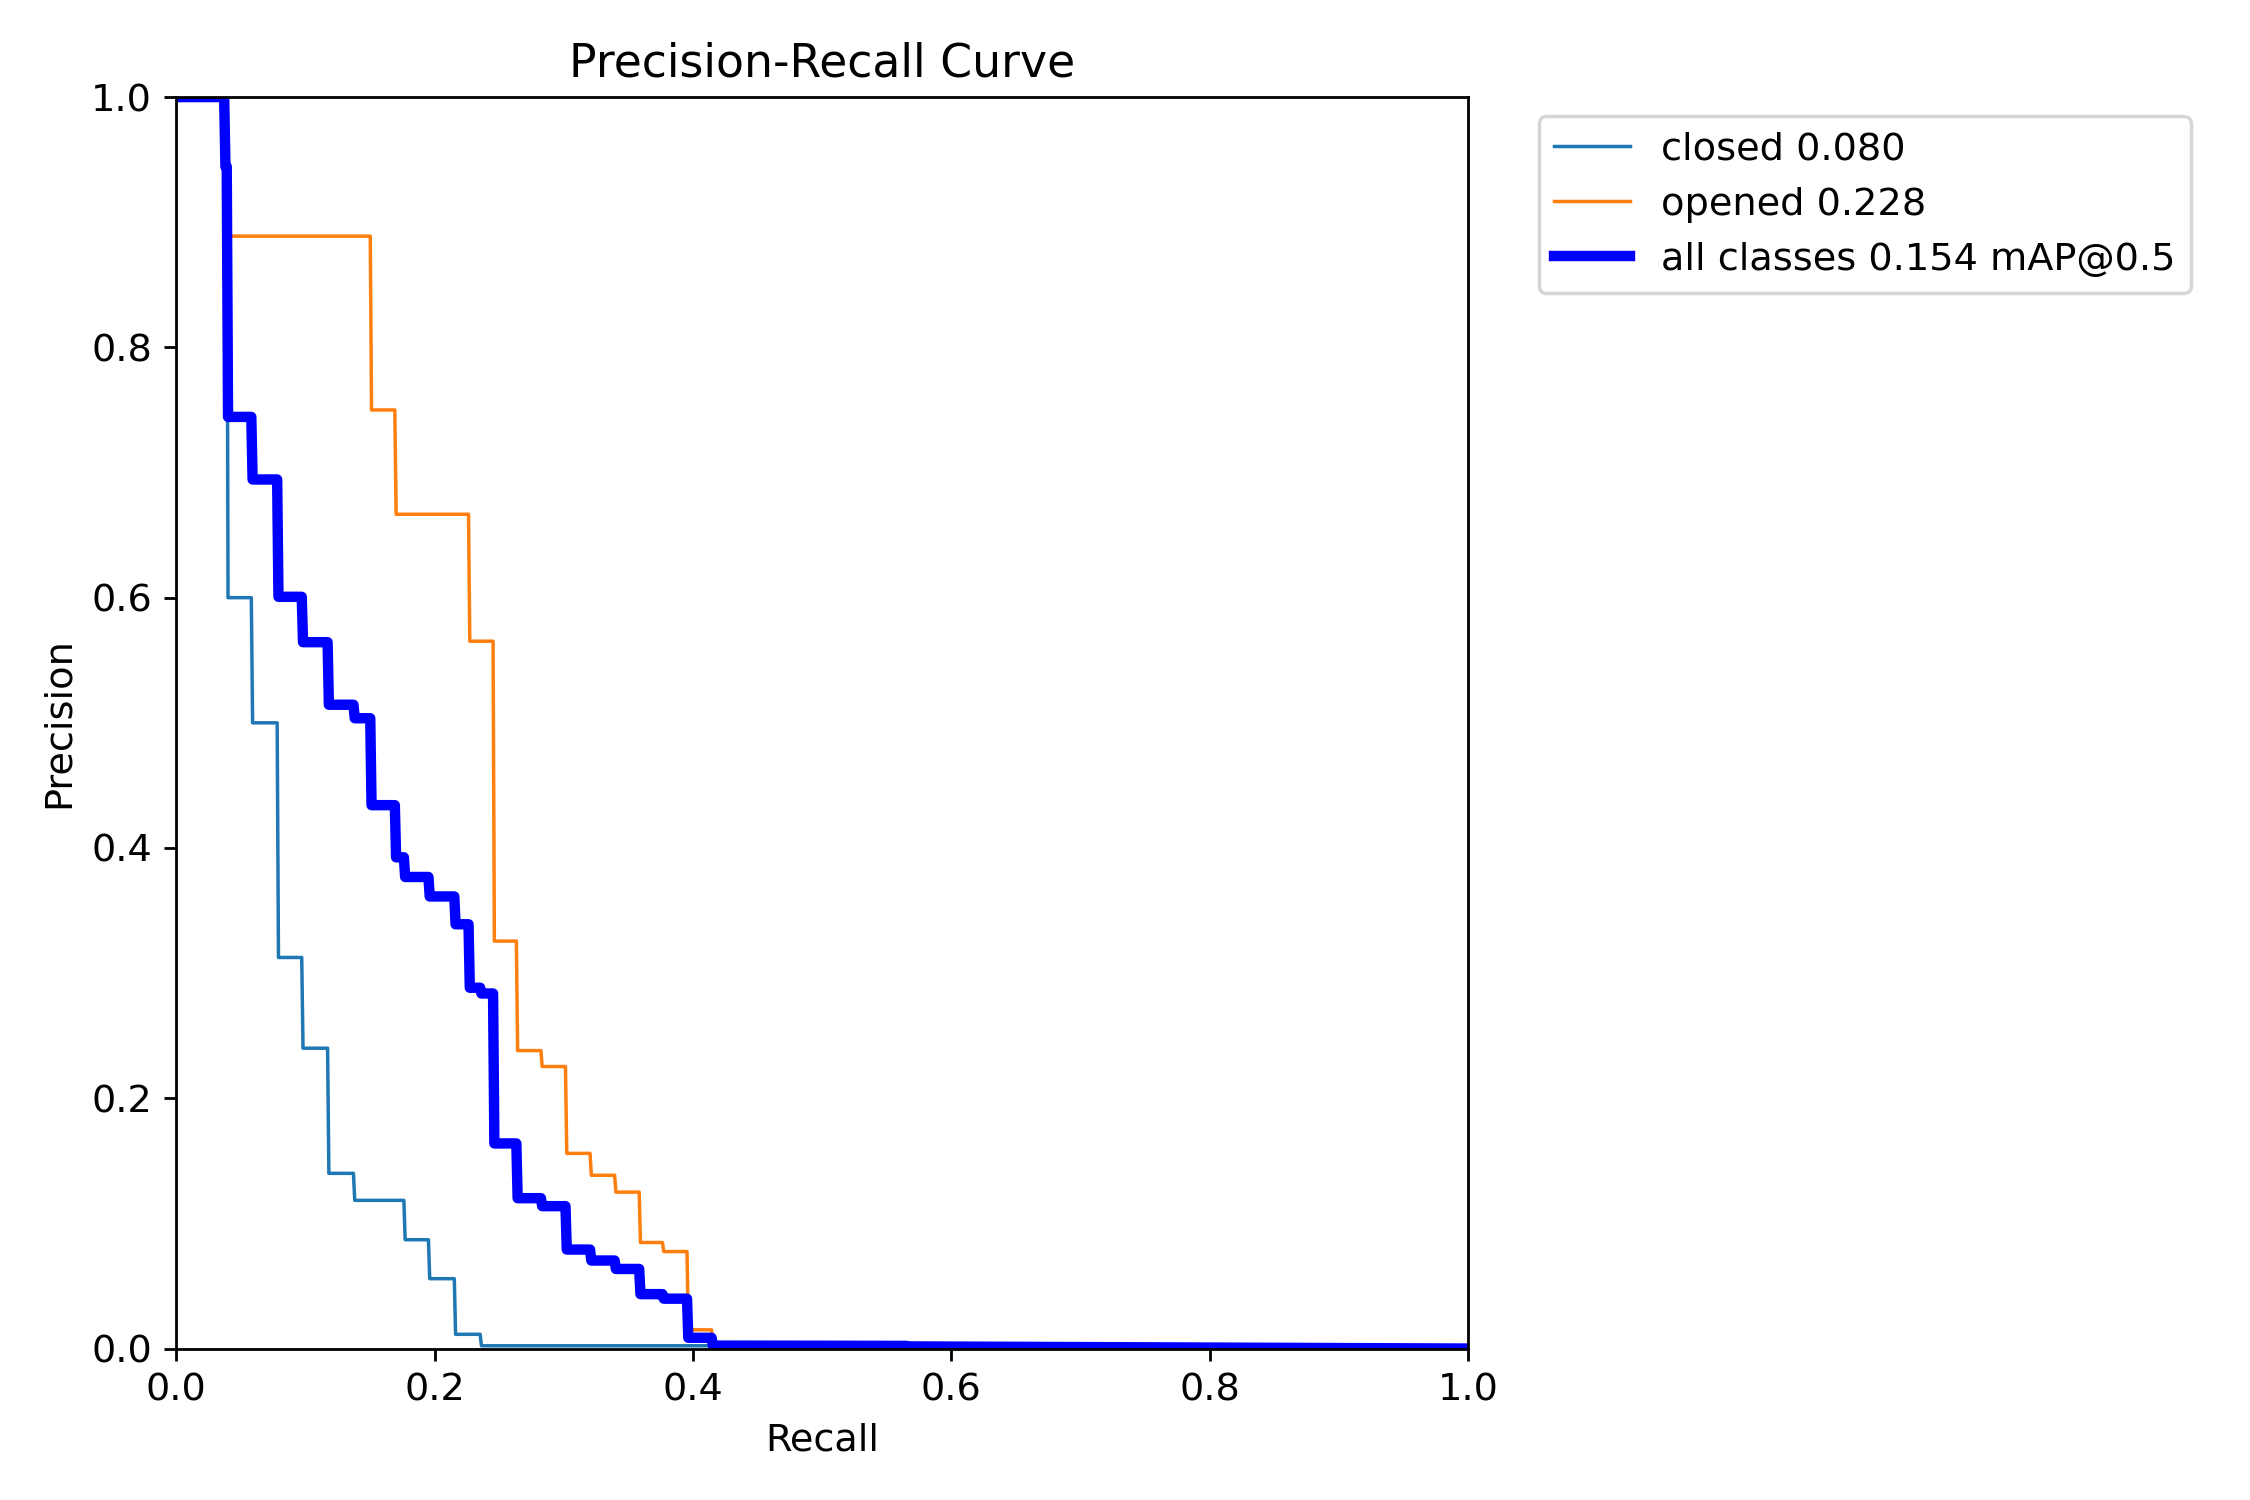 Precision-Recall Curve
1.0
0.8
0.6
0.4
0.2
0.0
Precision
0.0 0.2 0.4 0.6 0.8 1.0
Recall
closed 0.080
opened 0.228
all classes 0.154 mAP@0.5